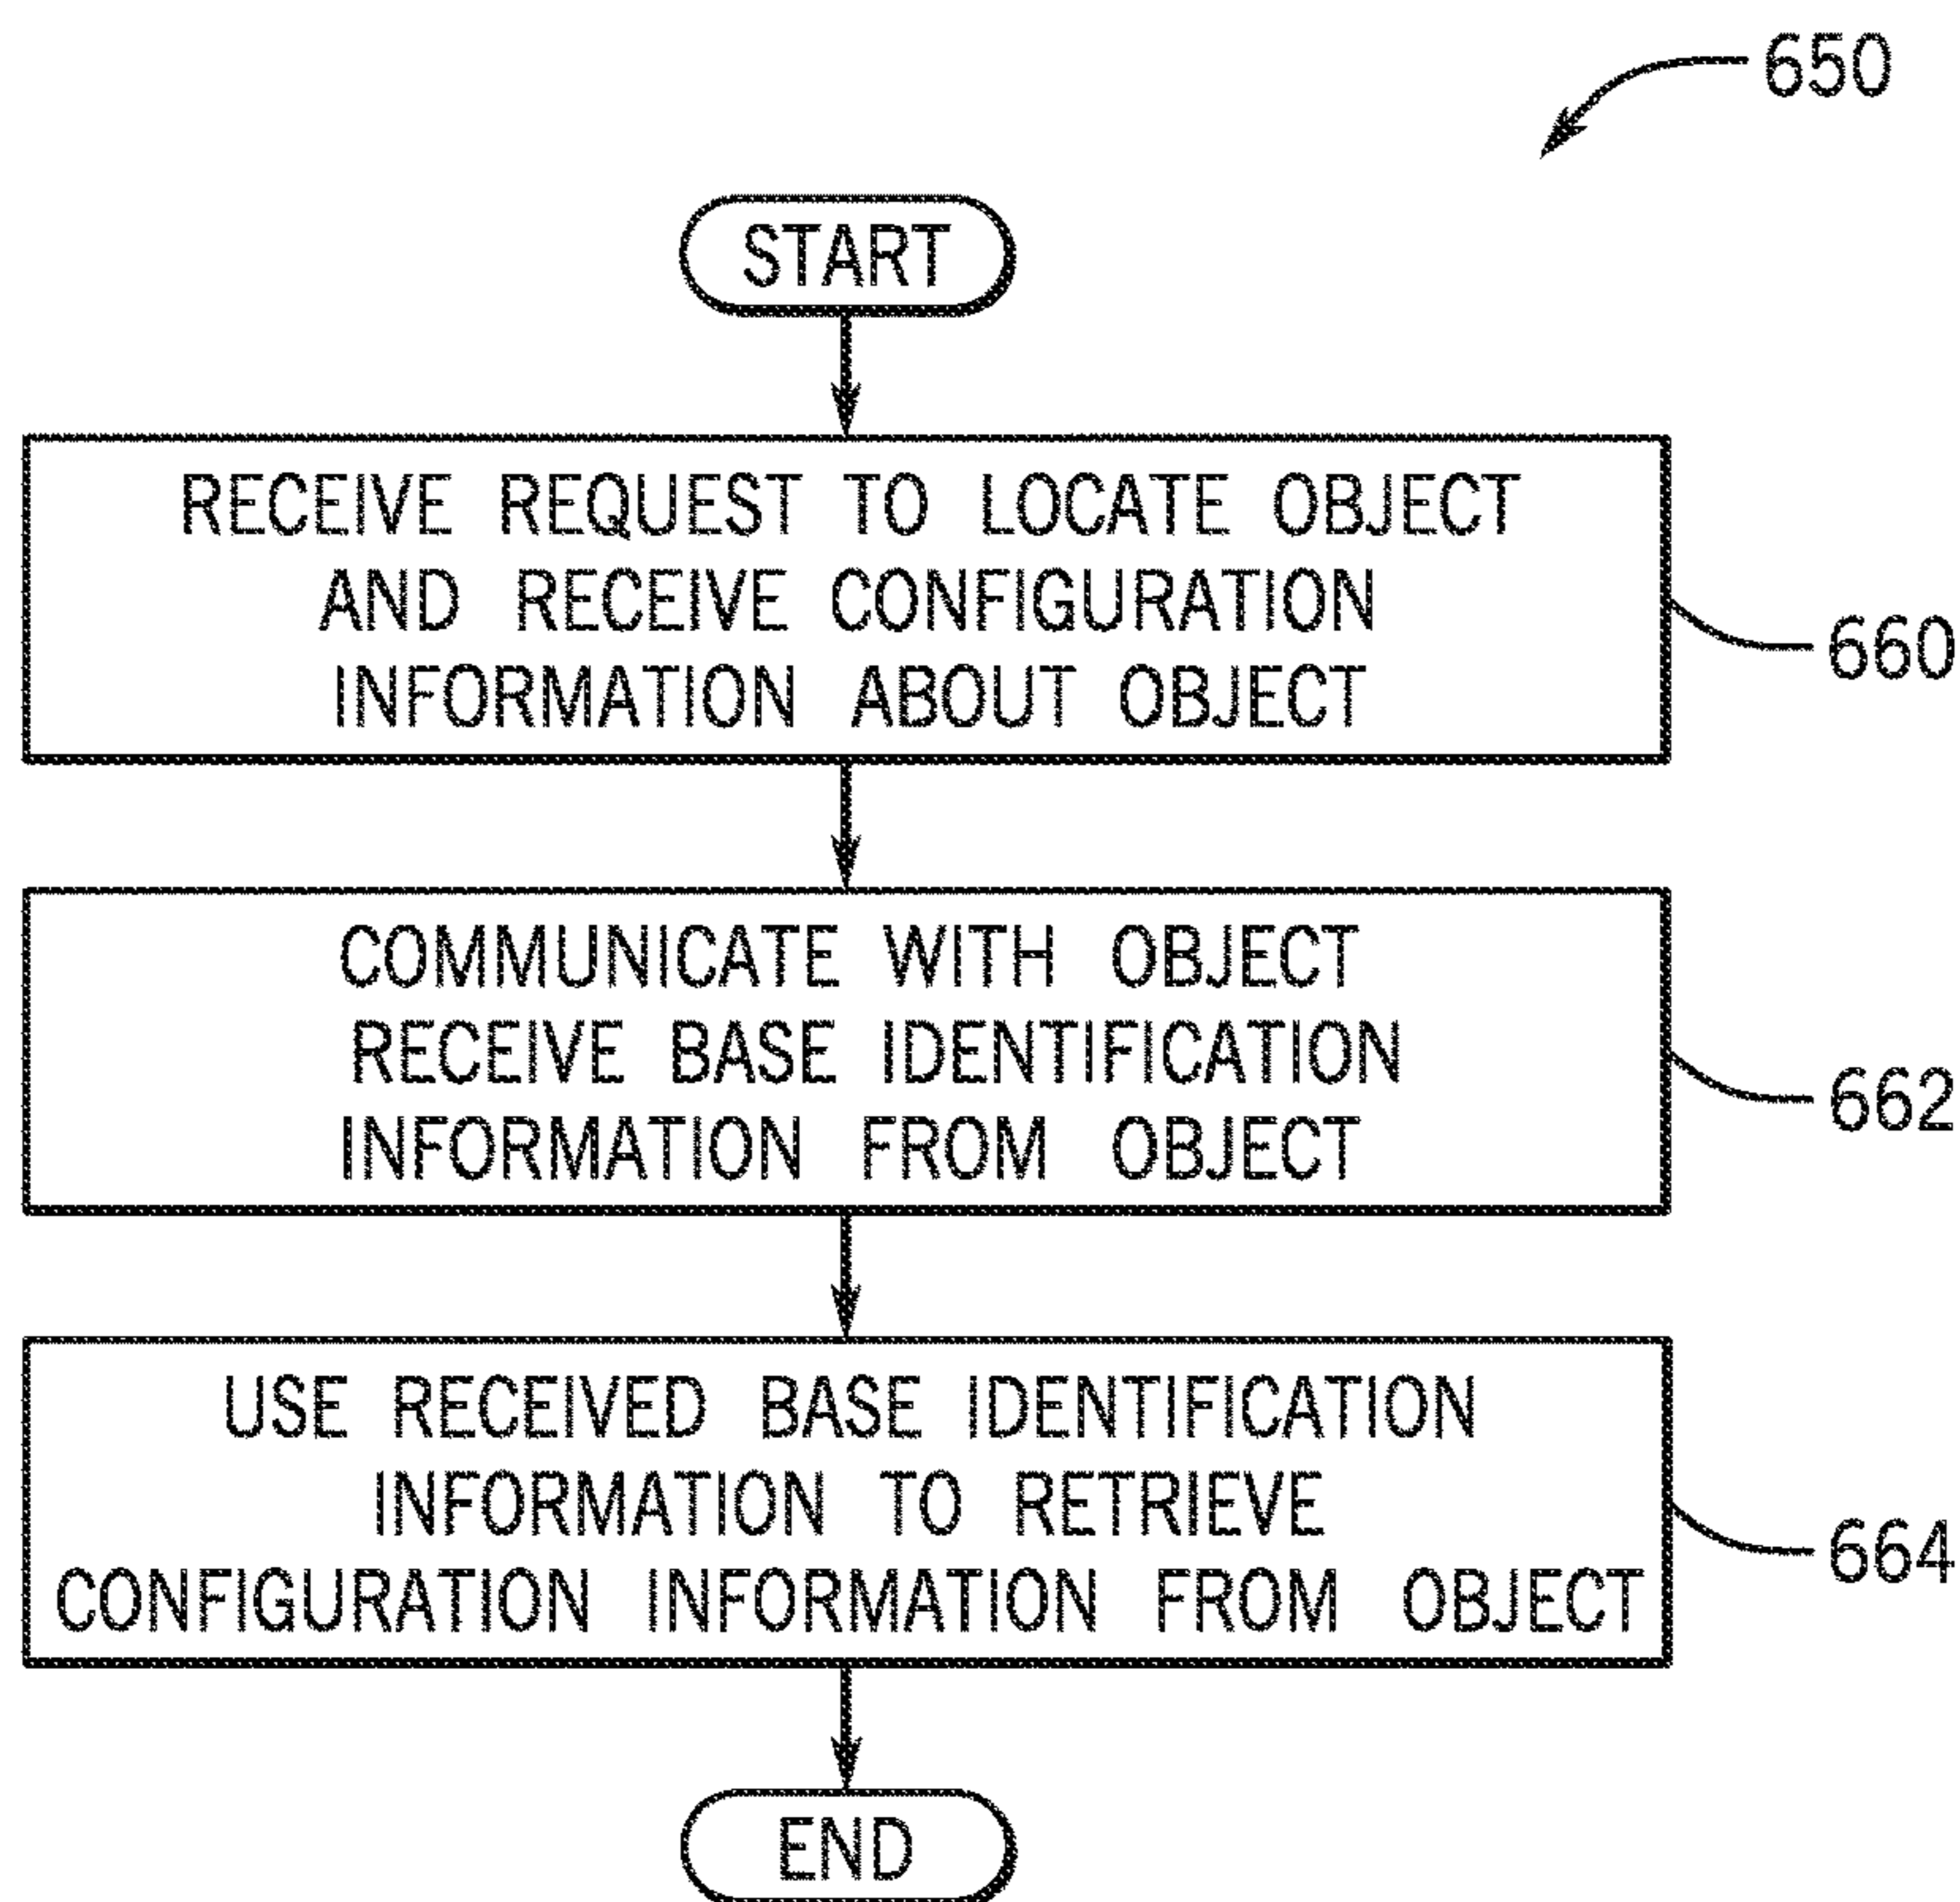 650
START
RECEIVE REQUEST TO LOCATE OBJECT
AND RECEIVE CONFIGURATION
INFORMATION ABOUT OBJECT
660
COMMUNICATE WITH OBJECT
RECEIVE BASE IDENTIFICATION
INFORMATION FROM OBJECT
662
USE RECEIVED BASE IDENTIFICATION
INFORMATION TO RETRIEVE
CONFIGURATION INFORMATION FROM OBJECT
664
END